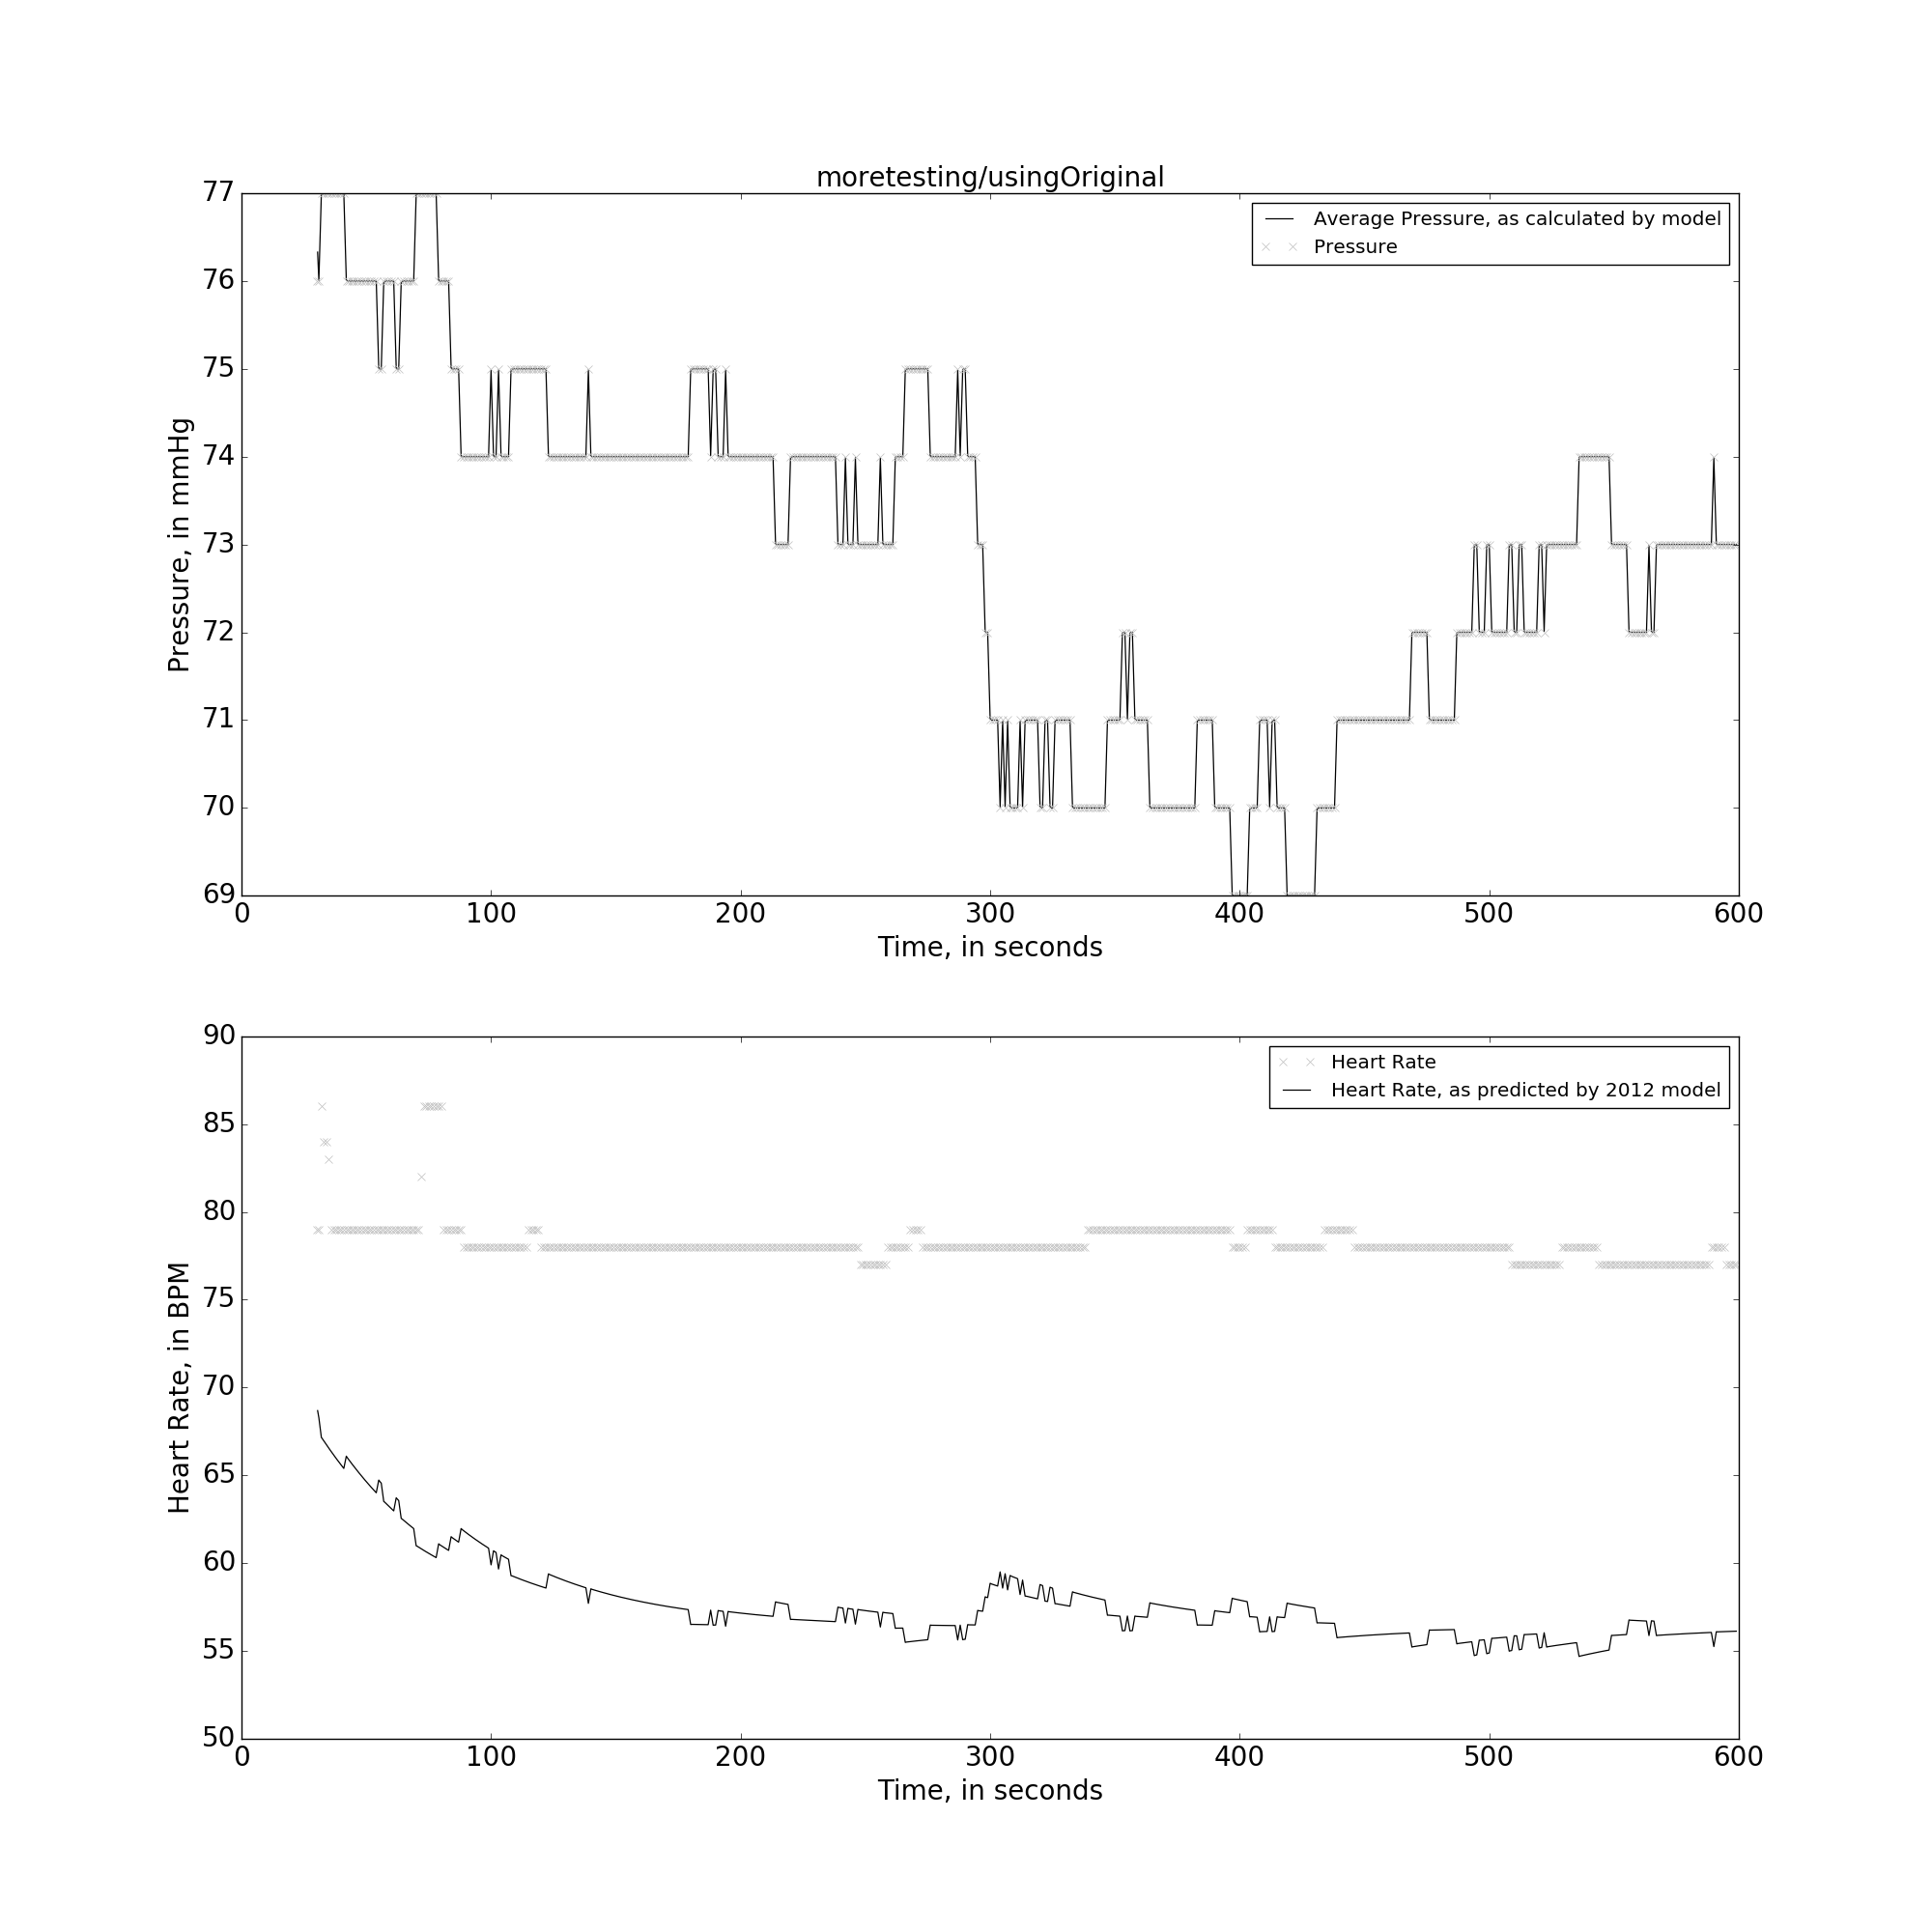 moretesting/usingOriginal
77
76
75
74
73
72
71
70
69
Pressure, in mmHg
Average Pressure, as calculated by model
Pressure
0 100 200 300 400 500 600
Time, in seconds
90
85
80
75
70
65
60
55
50
Heart Rate, in BPM
Heart Rate
Heart Rate, as predicted by 2012 model
0 100 200 300 400 500 600
Time, in seconds